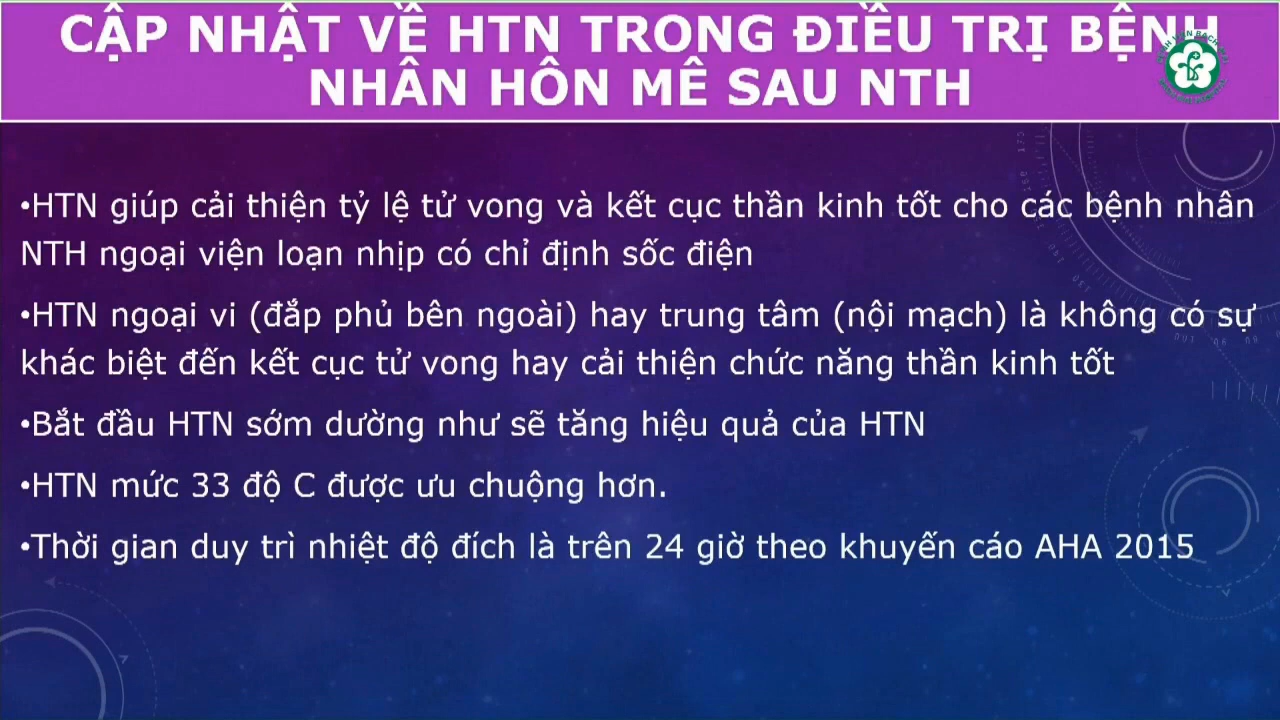 CẬP NHẬT VỀ HTN TRONG ĐIỀU TRỊ BỆNH
NHÂN HÔN MÊ SAU NTH
•HTN giúp cải thiện tỷ lệ tử vong và kết cục thần kinh tốt cho các bệnh nhân
NTH ngoại viện loạn nhịp có chỉ định sốc điện
•HTN ngoại vi (đắp phủ bên ngoài) hay trung tâm (nội mạch) là không có sự
khác biệt đến kết cục tử vong hay cải thiện chức năng thần kinh tốt
•Bắt đầu HTN sớm dường như sẽ tăng hiệu quả của HTN
•HTN mức 33 độ C được ưu chuộng hơn.
•Thời gian duy trì nhiệt độ đích là trên 24 giờ theo khuyến cáo AHA 2015